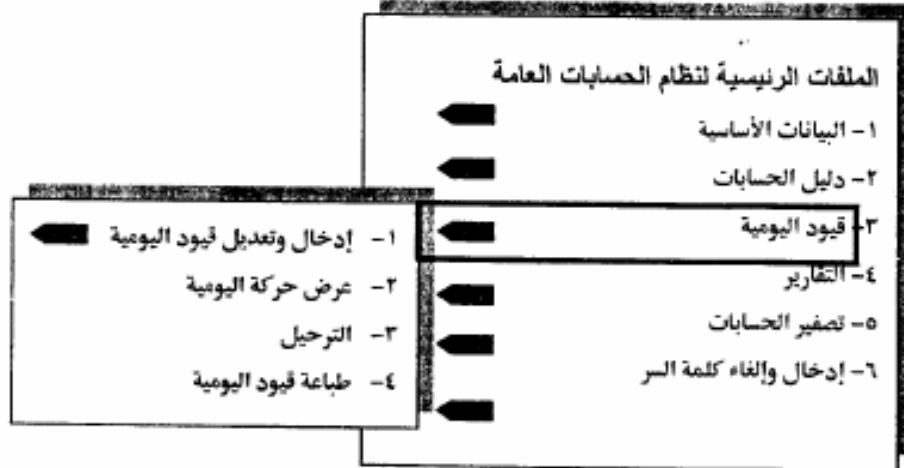 الملفات الرئيسية لنظام الحسابات العامة
١- البيانات الأساسية
٢- دليل الحسابات
٣- قيود اليومية
٤- التقارير
٥- تصفير الحسابات
٦- إدخال وإلغاء كلمة السر
١- إدخال وتعديل قيود اليومية
٢- عرض حركة اليومية
٣- الترحيل
٤- طباعة قيود اليومية